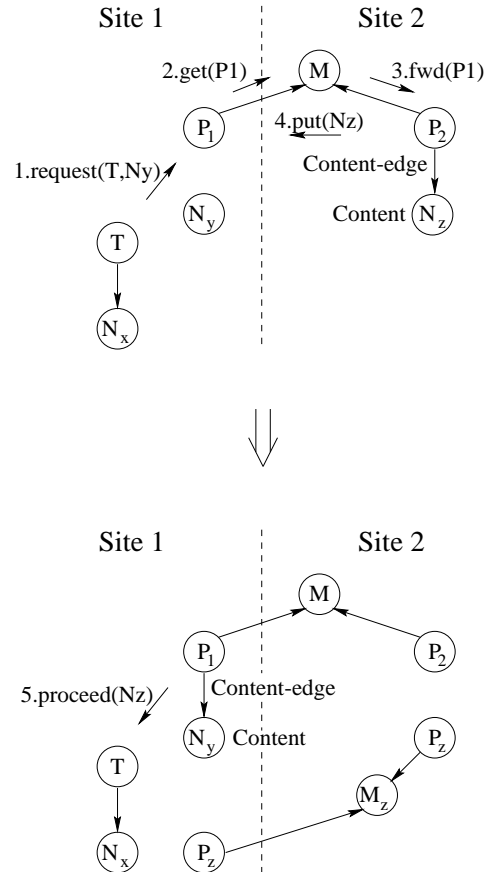 Site 1
Site 2
2.get(P1)
M
3.fwd(P1)
P1
4.put(Nz)
P2
1.request(T,Ny)
Content-edge
Ny
Content
Nz
T
Nx
Site 1
Site 2
M
P1
P2
5.proceed(Nz)
Content-edge
Ny
Content
Pz
T
Mz
Nx
Pz